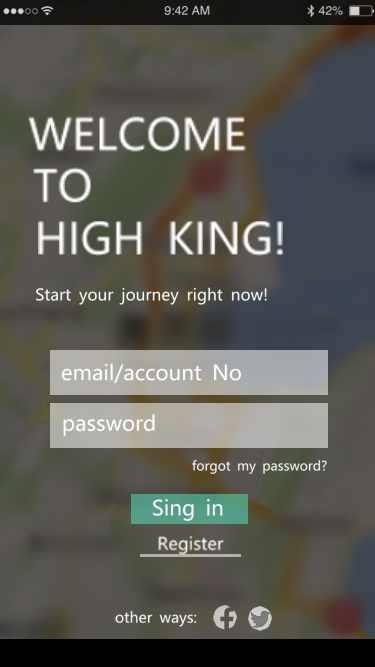 9:42 AM
42%
WELCOME
TO
HIGH KING!
Start your journey right now!
email/account No
password
forgot my password?
Sing in
Register
other ways: